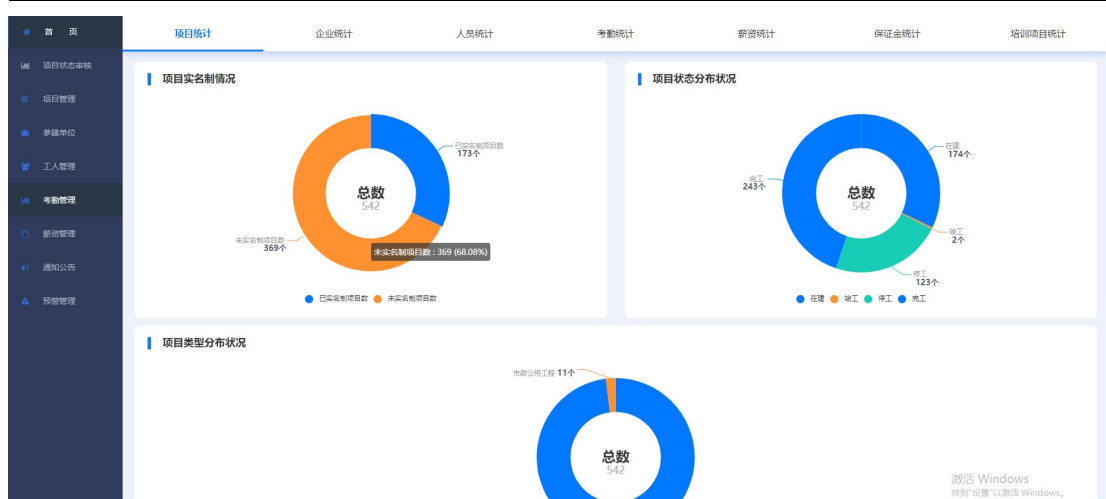 首 页
项目状态审核
项目管理
参建单位
工人管理
考勤管理
薪资管理
通知公告
预警管理
项目统计 企业统计 人员统计 考勤统计 薪资统计 保证金统计 培训项目统计
项目实名制情况
已实名制项目数
173个
总数
542
未实名制项目数
369个
未实名制项目数 : 369 (68.08%)
已实名制项目数 未实名制项目数
项目状态分布状况
在建
174个
完工
243个
总数
542
竣工
2个
停工
123个
在建 竣工 停工 完工
项目类型分布状况
市政公用工程 11个
总数
542
激活 Windows
转到"设置"以激活 Windows。